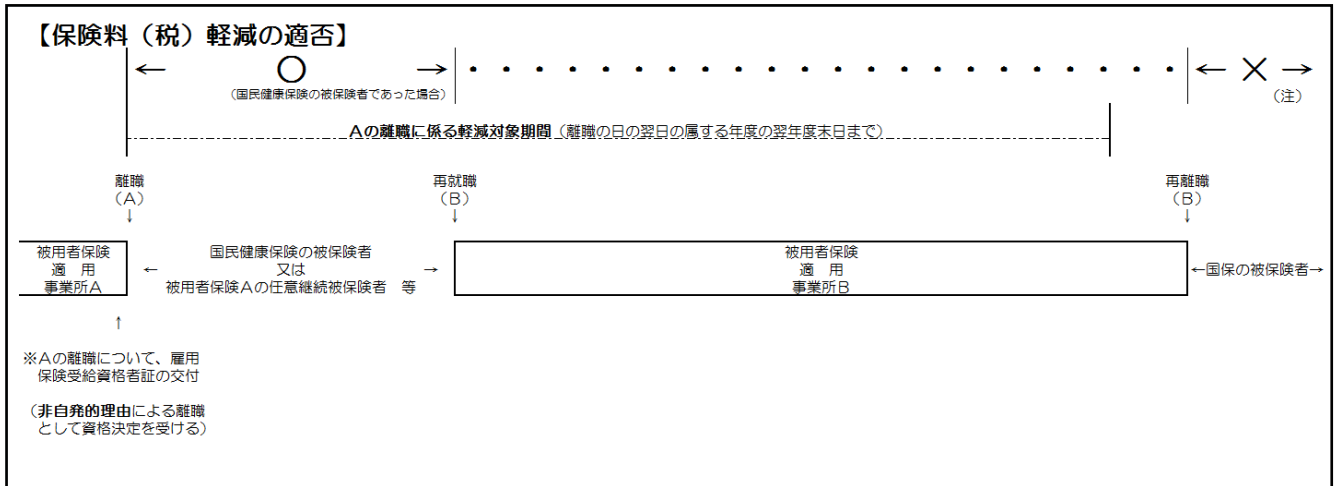 【保険料（税）軽減の適否】
← ○ → ・・・・・・・・・・・・・・・・・・・・・・ ← × →
（国民健康保険の被保険者であった場合）
（注）
Aの離職に係る軽減対象期間（離職の日の翌日の属する年度の翌年度末日まで）
離職
（A）
↓
再就職
（B）
↓
再離職
（B）
↓
被用者保険
適　用
事業所A
← 国民健康保険の被保険者 →
又は
被用者保険Aの任意継続被保険者　等
被用者保険
適　用
事業所B
←国保の被保険者→
↑
※Aの離職について、雇用
保険受給資格者証の交付
（非自発的理由による離職
として資格決定を受ける）